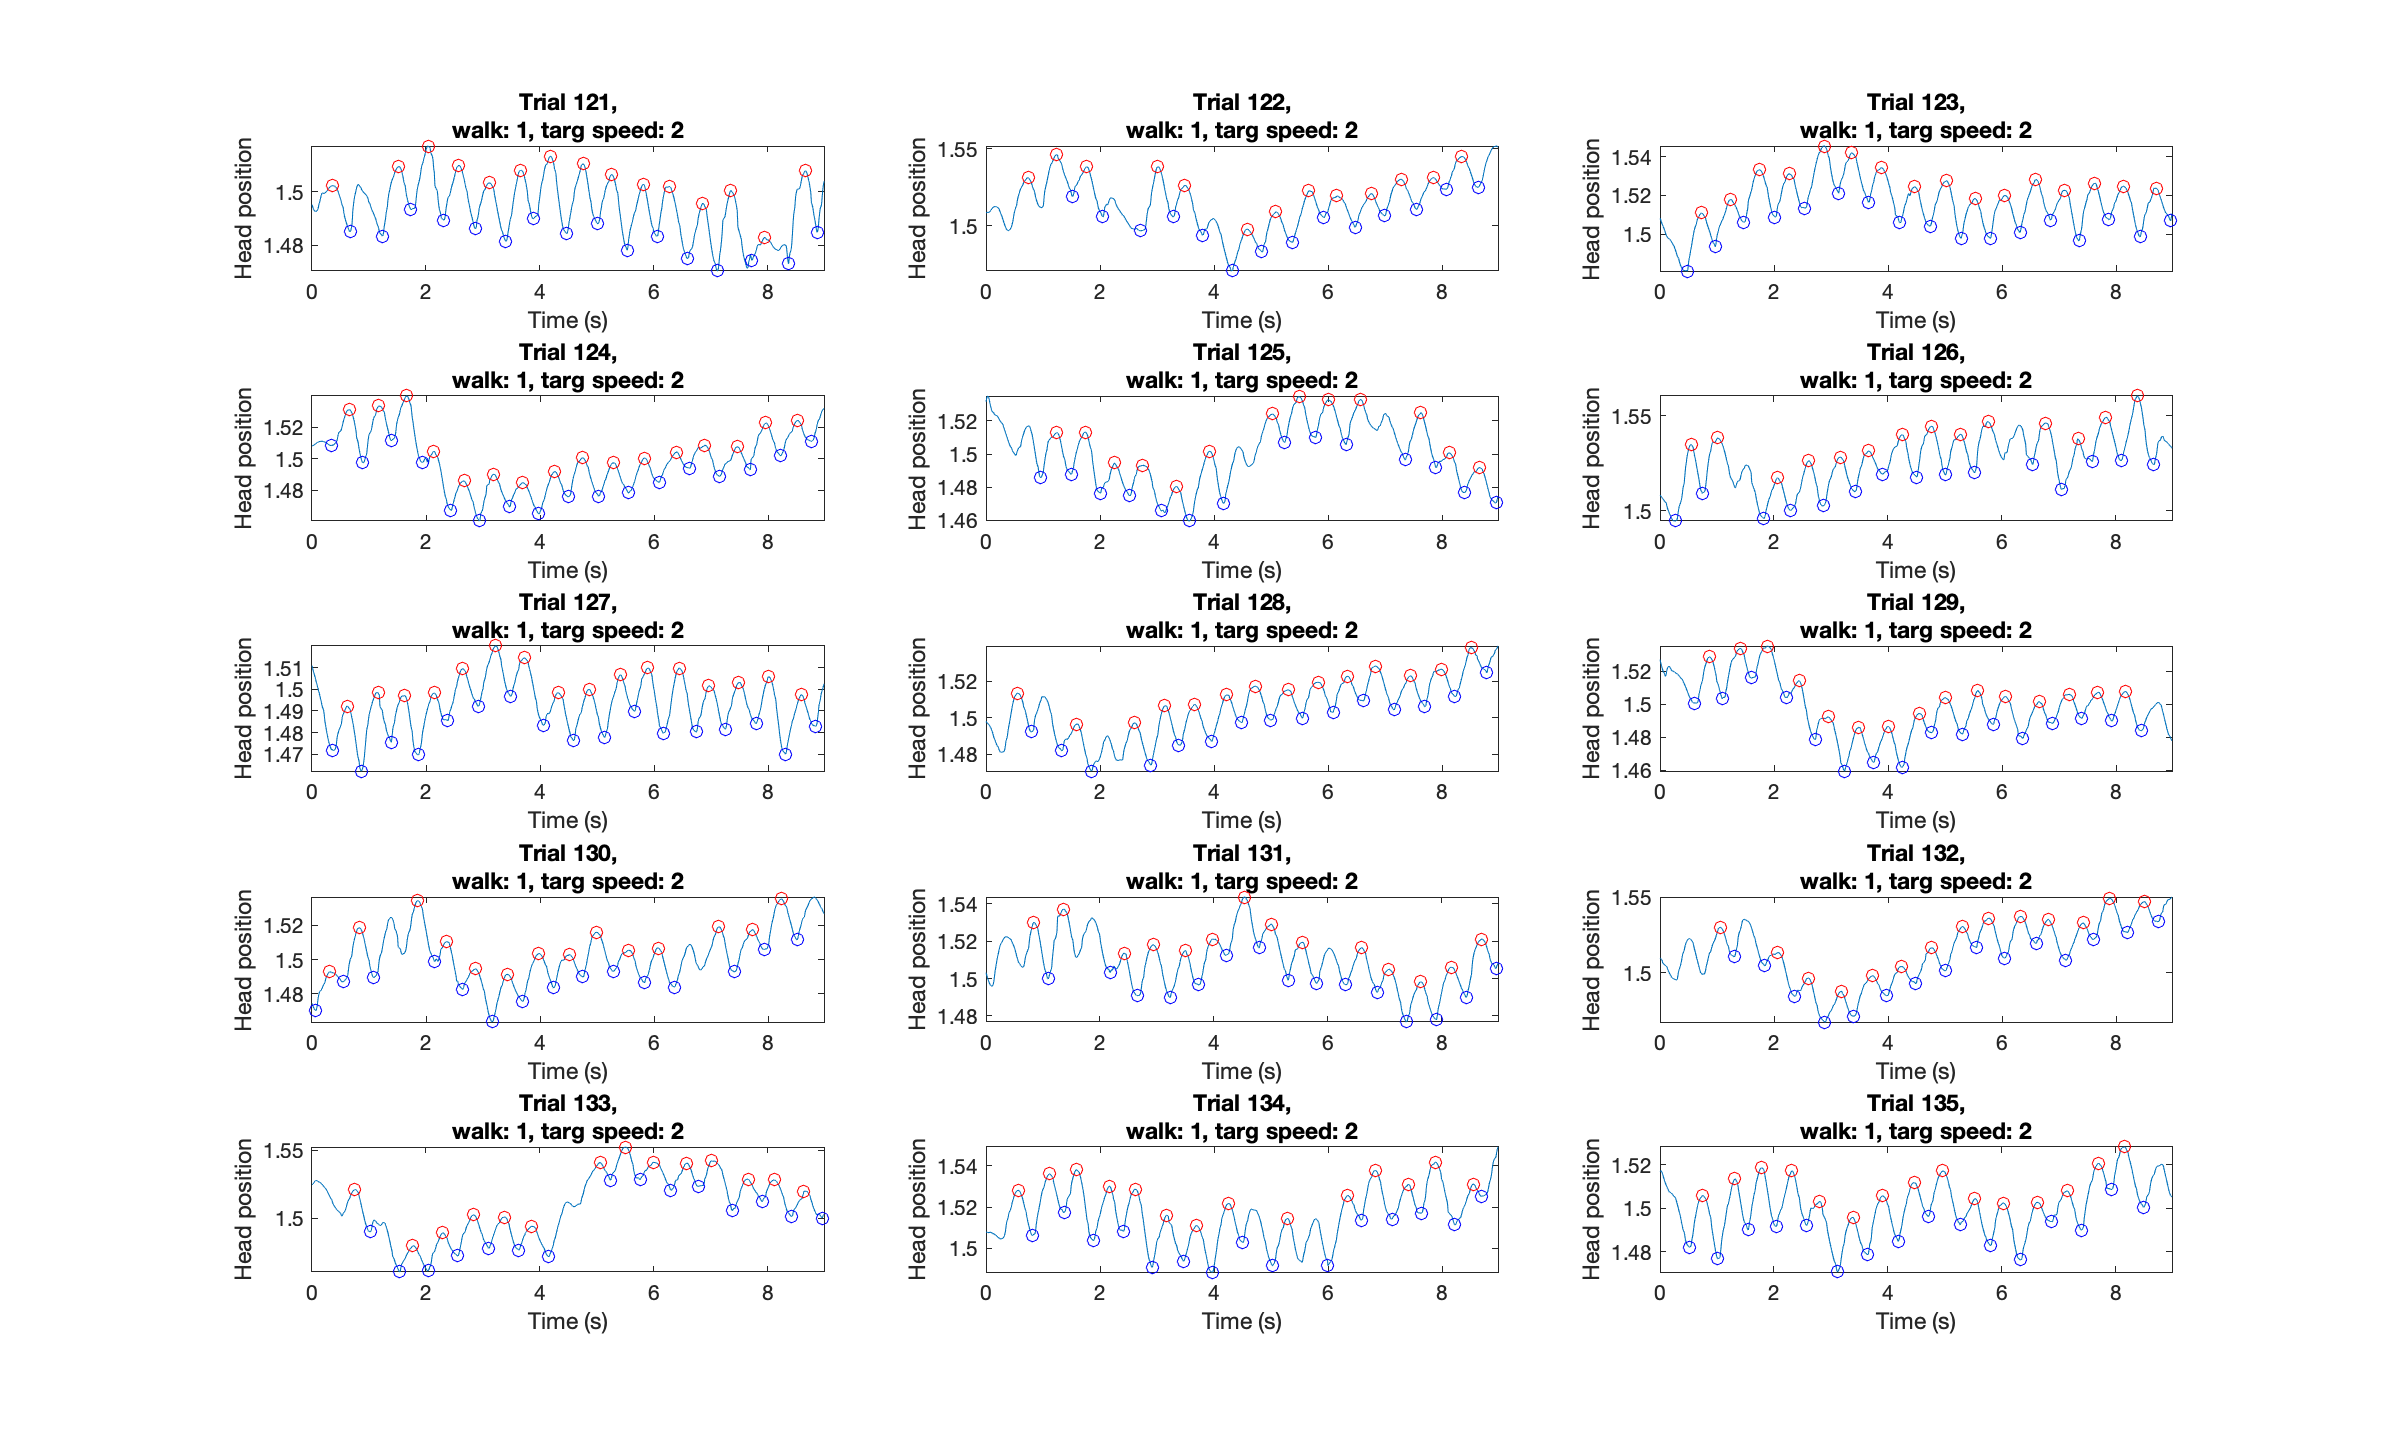 Trial 121,
walk: 1, targ speed: 2
Head position
1.5
1.48
0 2 4 6 8
Time (s)
Trial 122,
walk: 1, targ speed: 2
Head position
1.55
1.5
0 2 4 6 8
Time (s)
Trial 123,
walk: 1, targ speed: 2
Head position
1.54
1.52
1.5
0 2 4 6 8
Time (s)
Trial 124,
walk: 1, targ speed: 2
Head position
1.52
1.5
1.48
0 2 4 6 8
Time (s)
Trial 125,
walk: 1, targ speed: 2
Head position
1.52
1.5
1.48
1.46
0 2 4 6 8
Time (s)
Trial 126,
walk: 1, targ speed: 2
Head position
1.55
1.5
0 2 4 6 8
Time (s)
Trial 127,
walk: 1, targ speed: 2
Head position
1.51
1.5
1.49
1.48
1.47
0 2 4 6 8
Time (s)
Trial 128,
walk: 1, targ speed: 2
Head position
1.52
1.5
1.48
0 2 4 6 8
Time (s)
Trial 129,
walk: 1, targ speed: 2
Head position
1.52
1.5
1.48
1.46
0 2 4 6 8
Time (s)
Trial 130,
walk: 1, targ speed: 2
Head position
1.52
1.5
1.48
0 2 4 6 8
Time (s)
Trial 131,
walk: 1, targ speed: 2
Head position
1.54
1.52
1.5
1.48
0 2 4 6 8
Time (s)
Trial 132,
walk: 1, targ speed: 2
Head position
1.55
1.5
0 2 4 6 8
Time (s)
Trial 133,
walk: 1, targ speed: 2
Head position
1.55
1.5
0 2 4 6 8
Time (s)
Trial 134,
walk: 1, targ speed: 2
Head position
1.54
1.52
1.5
0 2 4 6 8
Time (s)
Trial 135,
walk: 1, targ speed: 2
Head position
1.52
1.5
1.48
0 2 4 6 8
Time (s)